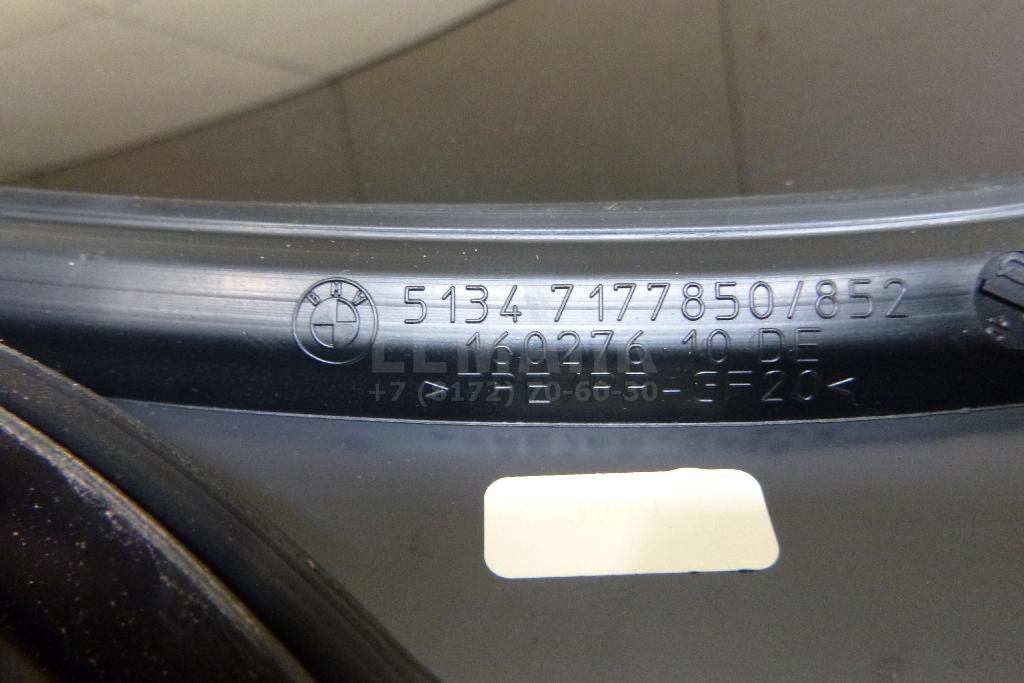 BMW 5134 7177850/852
160276 10 DE
+7 (8172) 70-60-30